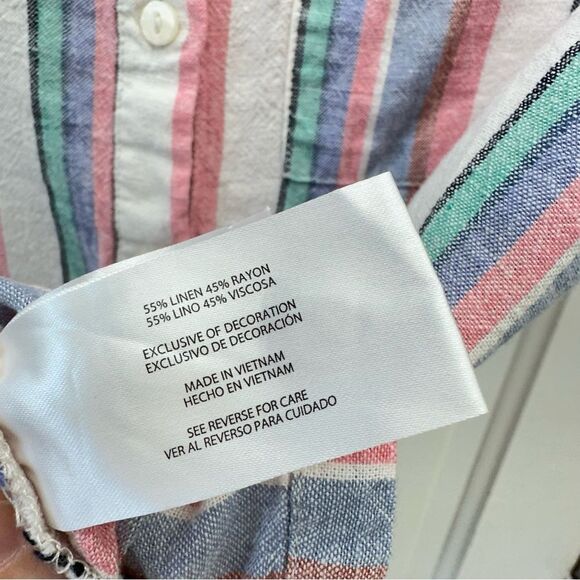 55% LINEN 45% RAYON
55% LINO 45% VISCOSA
EXCLUSIVE OF DECORATION
EXCLUSIVO DE DECORACIÓN
MADE IN VIETNAM
HECHO EN VIETNAM
SEE REVERSE FOR CARE
VER AL REVERSO PARA CUIDADO